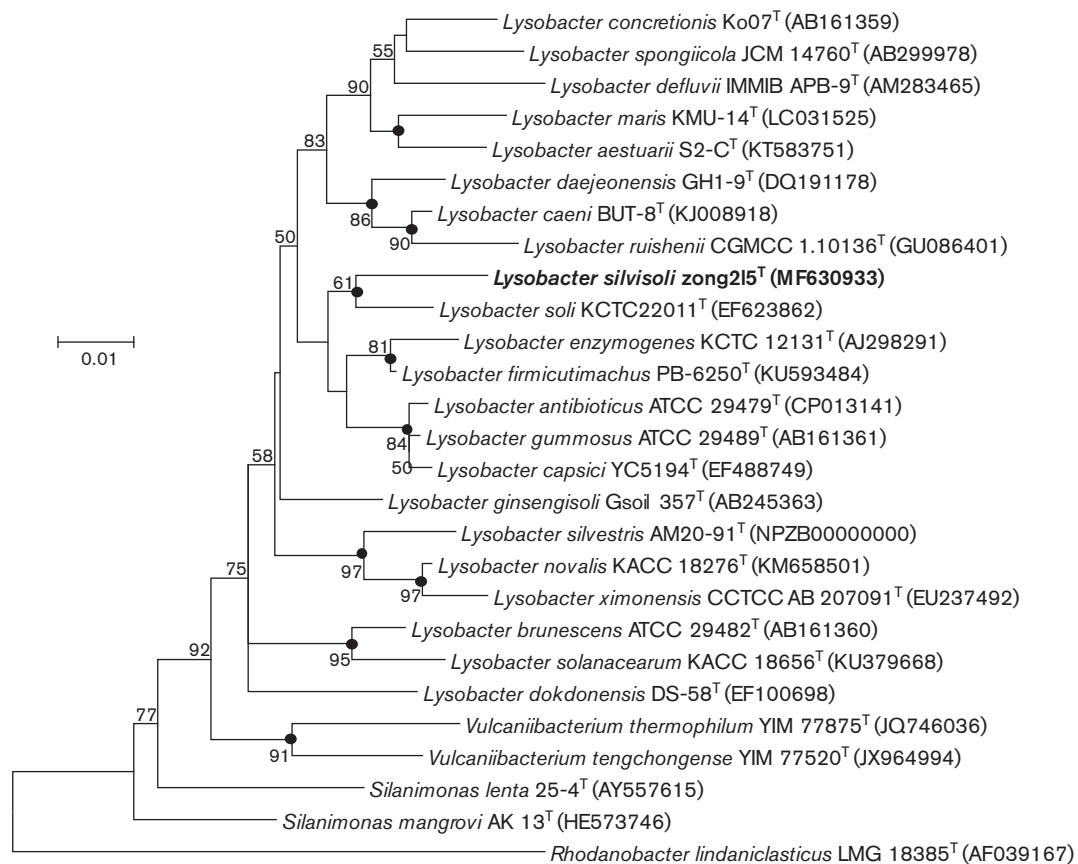 Lysobacter concretionis Ko07T (AB161359)
55
Lysobacter spongiicola JCM 14760T (AB299978)
Lysobacter defluvii IMMIB APB-9T (AM283465)
90
Lysobacter maris KMU-14T (LC031525)
83
Lysobacter aestuarii S2-CT (KT583751)
Lysobacter daejeonensis GH1-9T (DQ191178)
86
Lysobacter caeni BUT-8T (KJ008918)
50
90
Lysobacter ruishenii CGMCC 1.10136T (GU086401)
61
Lysobacter silvisoli zong2l5T (MF630933)
Lysobacter soli KCTC22011T (EF623862)
0.01
81
Lysobacter enzymogenes KCTC 12131T (AJ298291)
Lysobacter firmicutimachus PB-6250T (KU593484)
Lysobacter antibioticus ATCC 29479T (CP013141)
84
Lysobacter gummosus ATCC 29489T (AB161361)
58
50
Lysobacter capsici YC5194T (EF488749)
Lysobacter ginsengisoli Gsoil 357T (AB245363)
Lysobacter silvestris AM20-91T (NPZB00000000)
75
97
Lysobacter novalis KACC 18276T (KM658501)
97
Lysobacter ximonensis CCTCC AB 207091T (EU237492)
Lysobacter brunescens ATCC 29482T (AB161360)
92
95
Lysobacter solanacearum KACC 18656T (KU379668)
Lysobacter dokdonensis DS-58T (EF100698)
77
Vulcaniibacterium thermophilum YIM 77875T (JQ746036)
91
Vulcaniibacterium tengchongense YIM 77520T (JX964994)
Silanimonas lenta 25-4T (AY557615)
Silanimonas mangrovi AK 13T (HE573746)
Rhodanobacter lindaniclasticus LMG 18385T (AF039167)